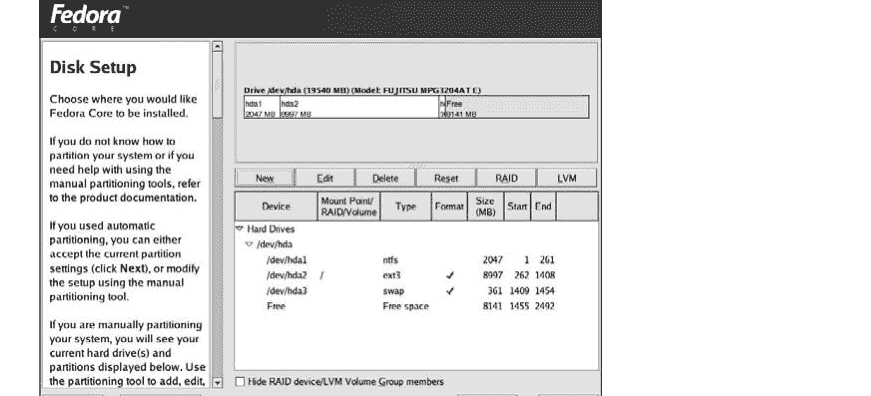 Fedora™
CORE
Disk Setup
Choose where you would like
Fedora Core to be installed.
If you do not know how to
partition your system or if you
need help with using the
manual partitioning tools, refer
to the product documentation.
If you used automatic
partitioning, you can either
accept the current partition
settings (click Next), or modify
the setup using the manual
partitioning tool.
If you are manually partitioning
your system, you will see your
current hard drive(s) and
partitions displayed below. Use
the partitioning tool to add, edit,
Drive /dev/hda (19540 MB) (Model: FUJITSU MPG3204AT E)
hda1 hda2 Free
2047 MB 8997 MB 8141 MB
New Edit Delete Reset RAID LVM
Device Mount Point/ RAID/Volume Type Format Size (MB) Start End
Hard Drives
/dev/hda
/dev/hda1 ntfs 2047 1 261
/dev/hda2 / ext3 ✓ 8997 262 1408
/dev/hda3 swap ✓ 361 1409 1454
Free Free space 8141 1455 2492
Hide RAID device/LVM Volume Group members